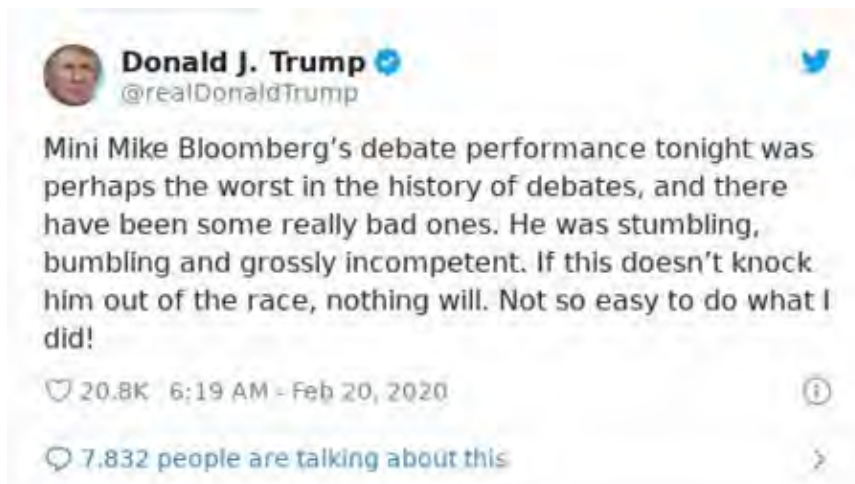 Donald J. Trump
@realDonaldTrump
Mini Mike Bloomberg’s debate performance tonight was
perhaps the worst in the history of debates, and there
have been some really bad ones. He was stumbling,
bumbling and grossly incompetent. If this doesn’t knock
him out of the race, nothing will. Not so easy to do what I
did!
20.8K 6:19 AM - Feb 20, 2020
7.832 people are talking about this